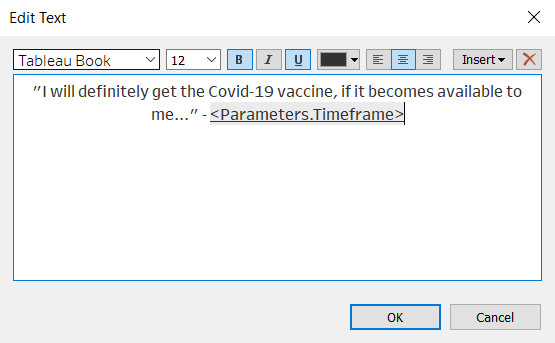 Edit Text
Tableau Book 12 B I U Insert
"I will definitely get the Covid-19 vaccine, if it becomes available to
me..." - <Parameters.Timeframe>
OK Cancel